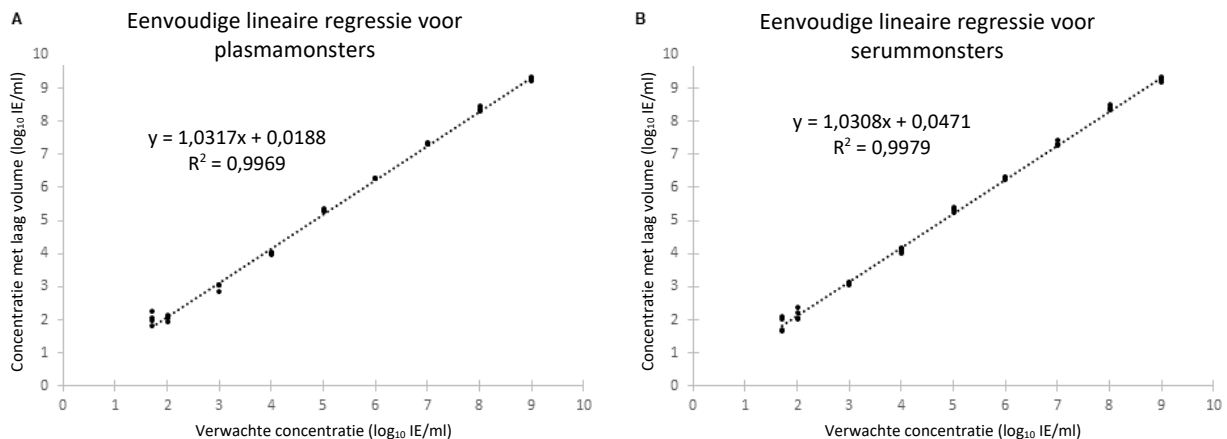 A
Eenvoudige lineaire regressie voor
plasmamonsters
Concentratie met laag volume (log₁₀ IE/ml)
10
9
8
7
6
5
4
3
2
1
0
y = 1,0317x + 0,0188
R² = 0,9969
0 1 2 3 4 5 6 7 8 9 10
Verwachte concentratie (log₁₀ IE/ml)
B
Eenvoudige lineaire regressie voor
serummonsters
Concentratie met laag volume (log₁₀ IE/ml)
10
9
8
7
6
5
4
3
2
1
0
y = 1,0308x + 0,0471
R² = 0,9979
0 1 2 3 4 5 6 7 8 9 10
Verwachte concentratie (log₁₀ IE/ml)